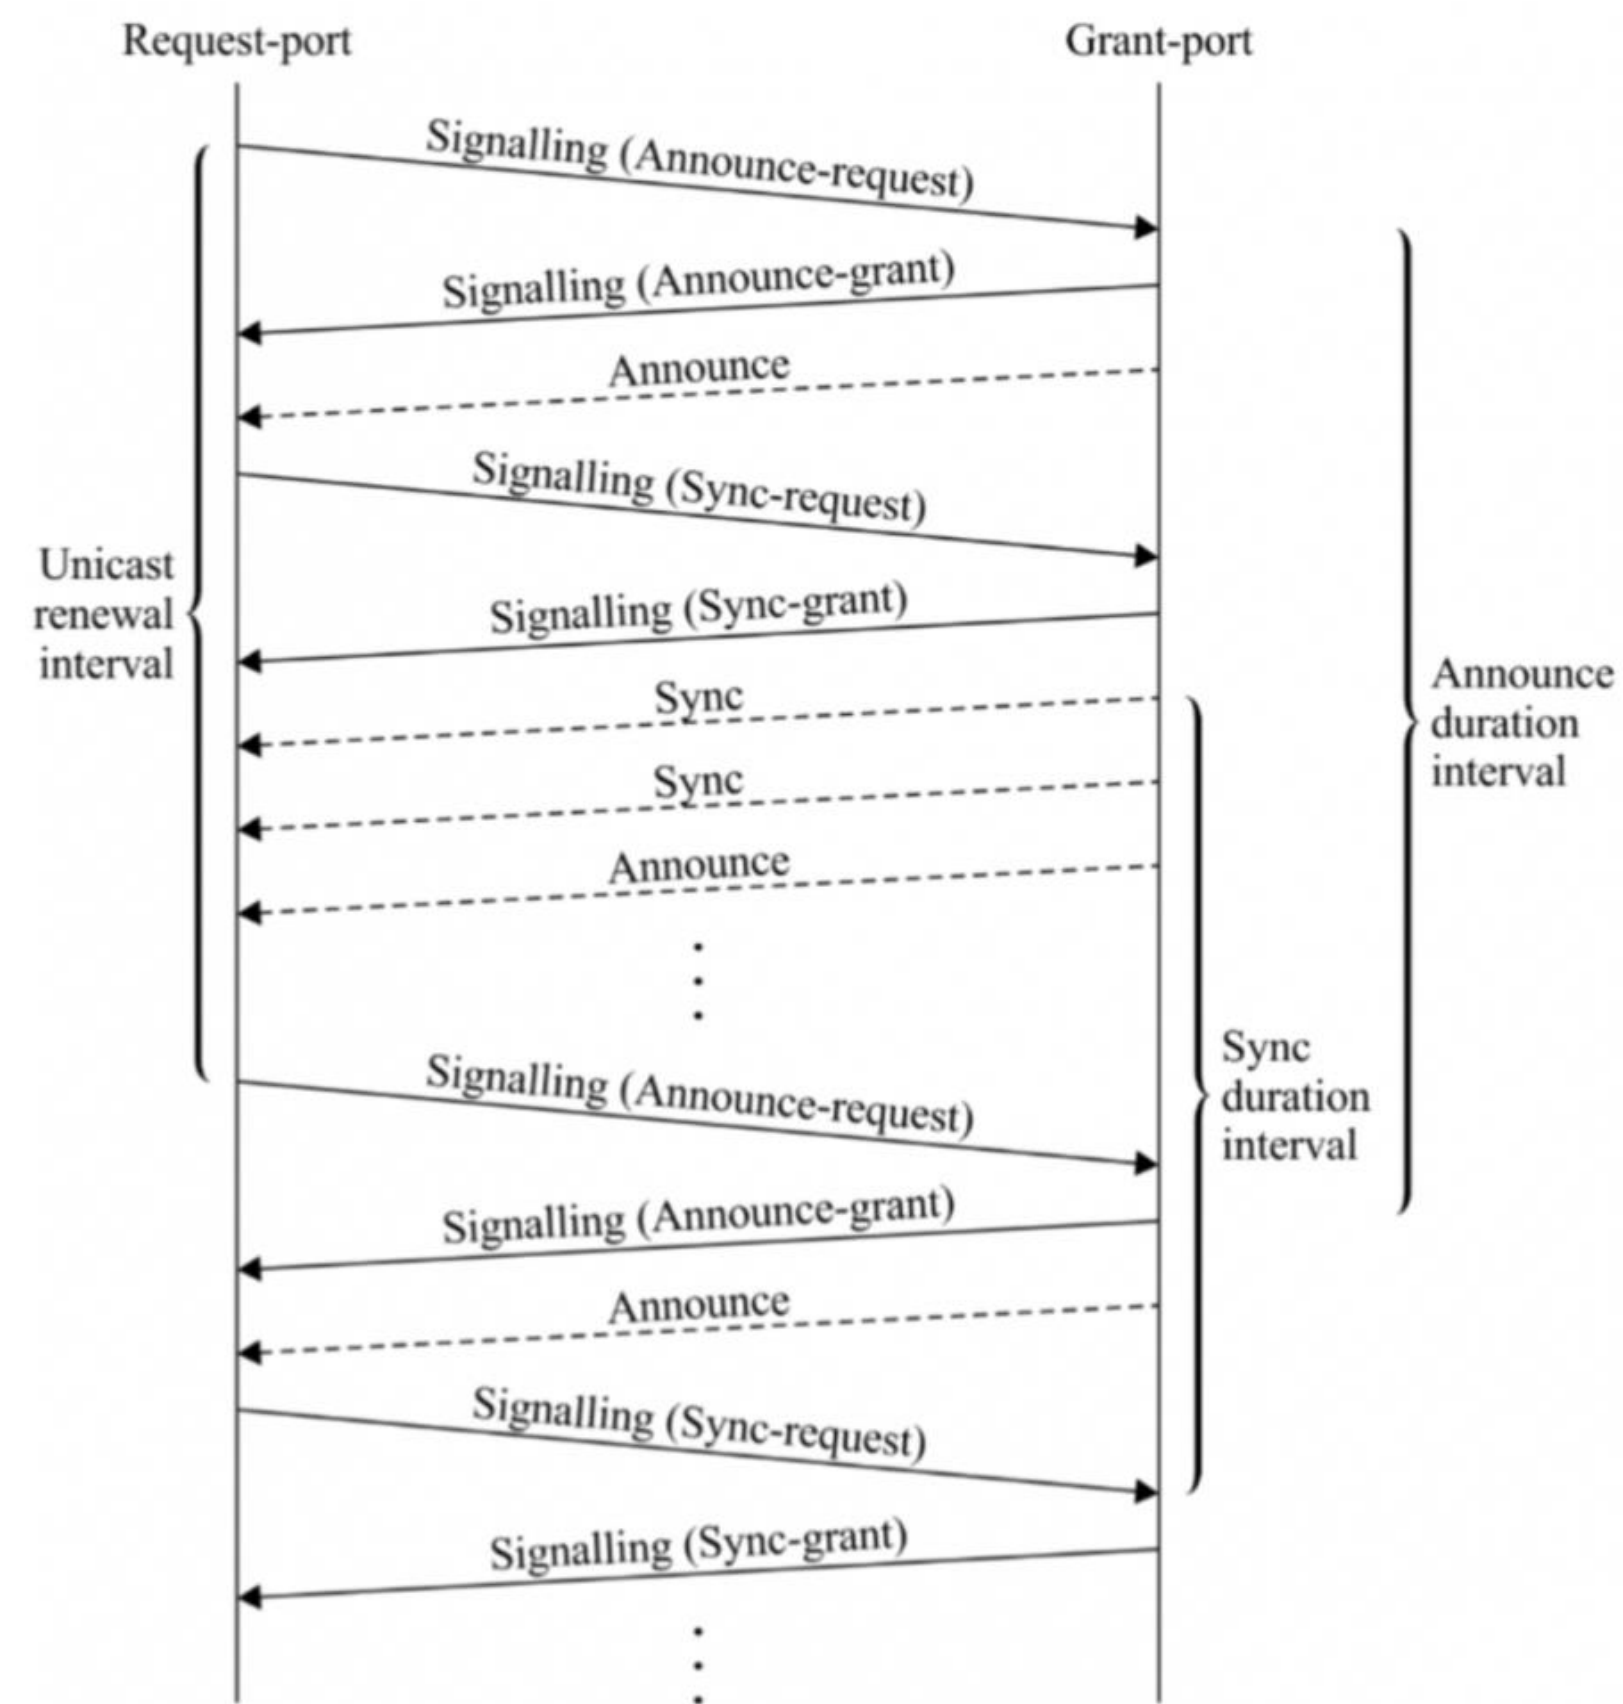 Request-port
Grant-port
Signalling (Announce-request)
Signalling (Announce-grant)
Announce
Signalling (Sync-request)
Unicast
renewal
interval
Signalling (Sync-grant)
Sync
Sync
Announce
Announce
duration
interval
Sync
duration
interval
Signalling (Announce-request)
Signalling (Announce-grant)
Announce
Signalling (Sync-request)
Signalling (Sync-grant)